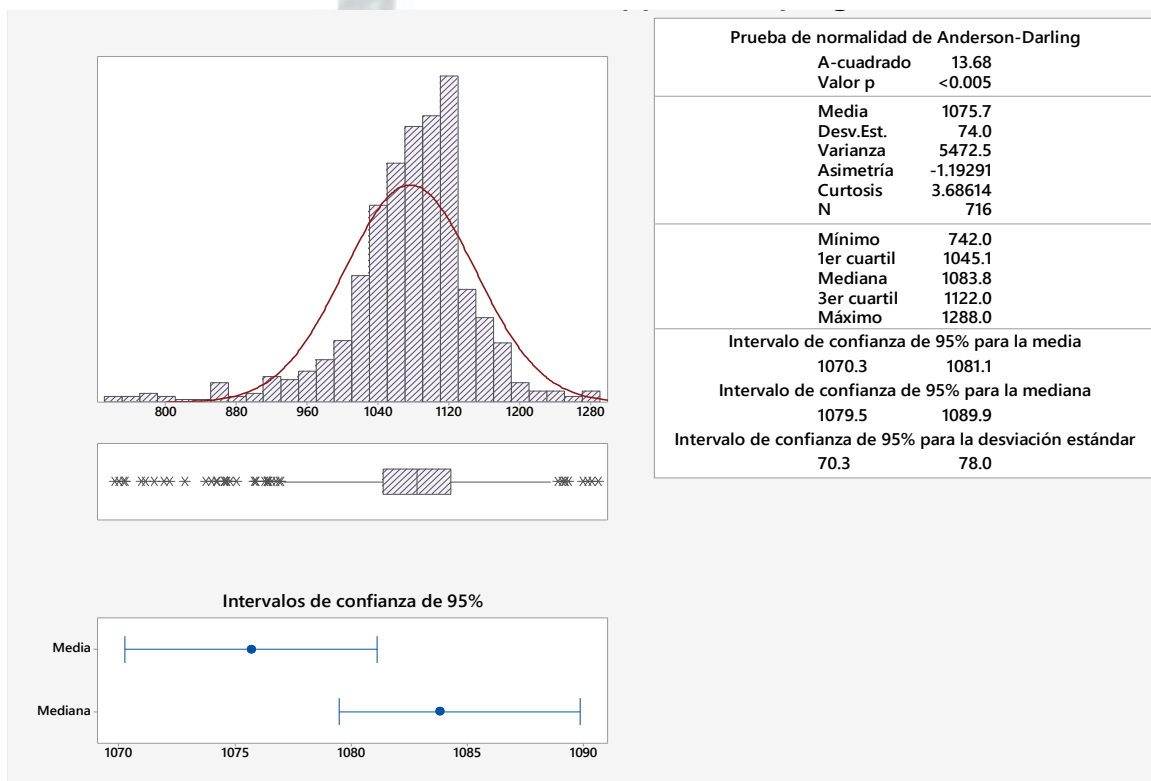 Prueba de normalidad de Anderson-Darling
A-cuadrado 13.68
Valor p <0.005
Media 1075.7
Desv.Est. 74.0
Varianza 5472.5
Asimetría -1.19291
Curtosis 3.68614
N 716
Mínimo 742.0
1er cuartil 1045.1
Mediana 1083.8
3er cuartil 1122.0
Máximo 1288.0
Intervalo de confianza de 95% para la media
1070.3 1081.1
Intervalo de confianza de 95% para la mediana
1079.5 1089.9
Intervalo de confianza de 95% para la desviación estándar
70.3 78.0
800 880 960 1040 1120 1200 1280
Intervalos de confianza de 95%
Media
Mediana
1070 1075 1080 1085 1090